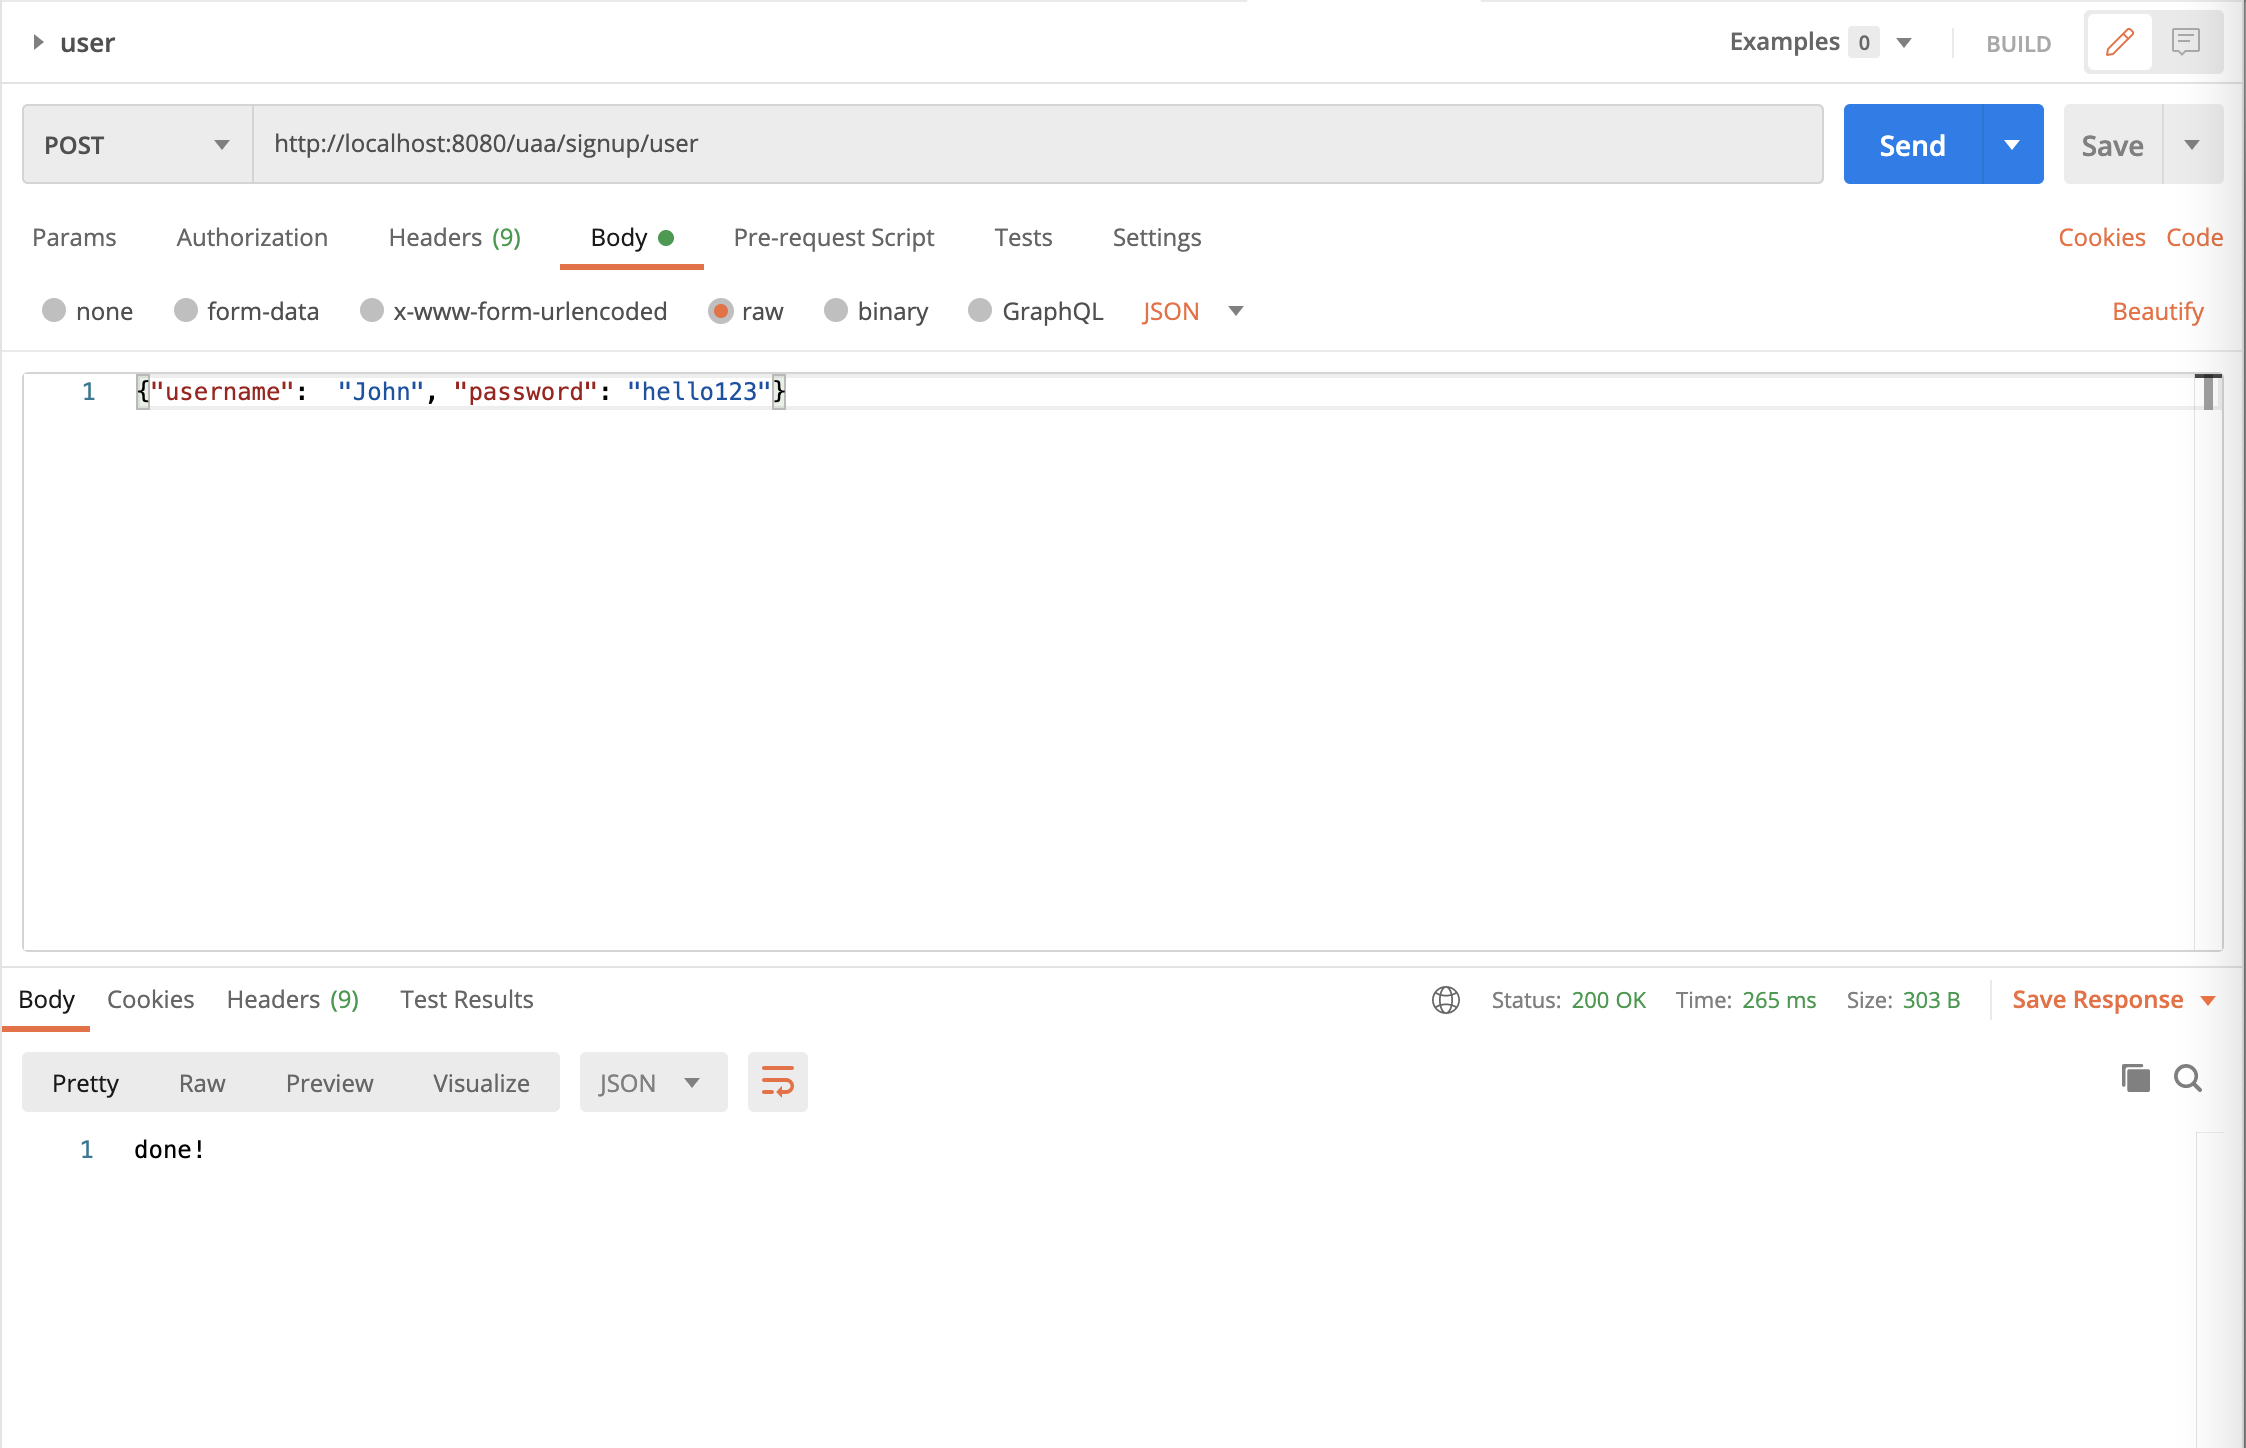 user
Examples 0 BUILD
POST http://localhost:8080/uaa/signup/user Send Save
Params Authorization Headers (9) Body Pre-request Script Tests Settings Cookies Code
none form-data x-www-form-urlencoded raw binary GraphQL JSON Beautify
1 {"username":  "John", "password": "hello123"}
Body Cookies Headers (9) Test Results Status: 200 OK Time: 265 ms Size: 303 B Save Response
Pretty Raw Preview Visualize JSON
1 done!